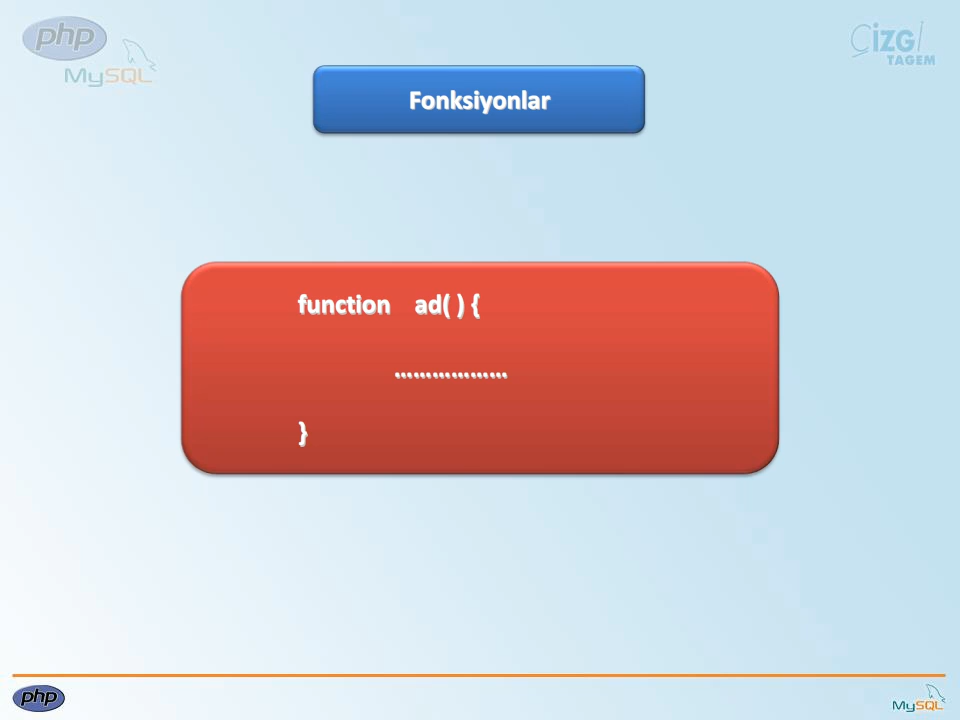 php
MySQL
ÇizGi
TAGEM
Fonksiyonlar
function ad( ) {
..................
}
php
MySQL